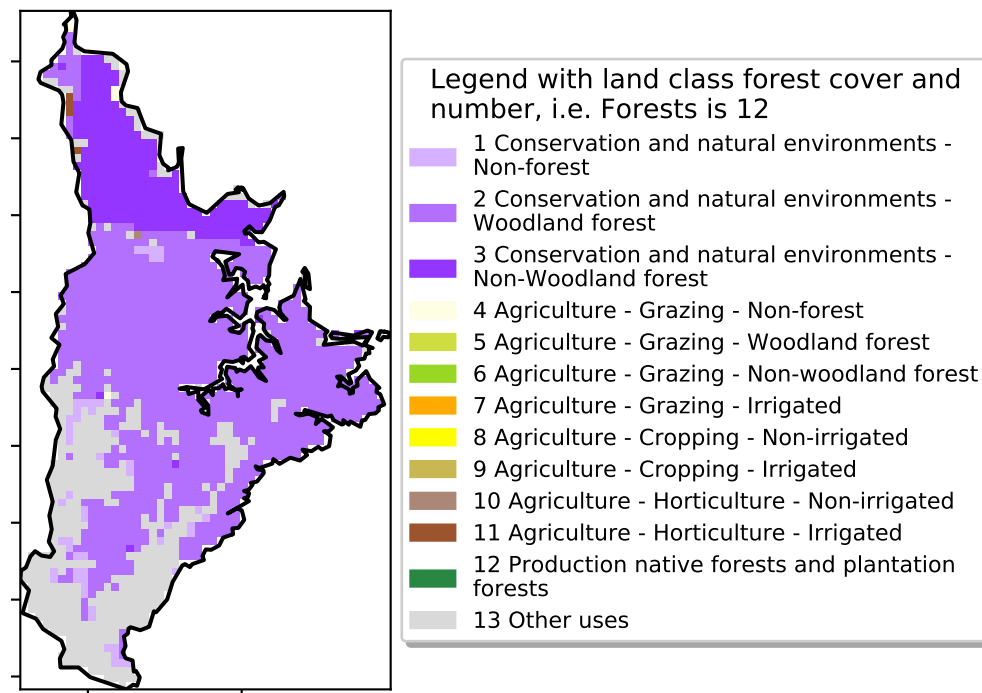 Legend with land class forest cover and
number, i.e. Forests is 12
1 Conservation and natural environments -
Non-forest
2 Conservation and natural environments -
Woodland forest
3 Conservation and natural environments -
Non-Woodland forest
4 Agriculture - Grazing - Non-forest
5 Agriculture - Grazing - Woodland forest
6 Agriculture - Grazing - Non-woodland forest
7 Agriculture - Grazing - Irrigated
8 Agriculture - Cropping - Non-irrigated
9 Agriculture - Cropping - Irrigated
10 Agriculture - Horticulture - Non-irrigated
11 Agriculture - Horticulture - Irrigated
12 Production native forests and plantation
forests
13 Other uses